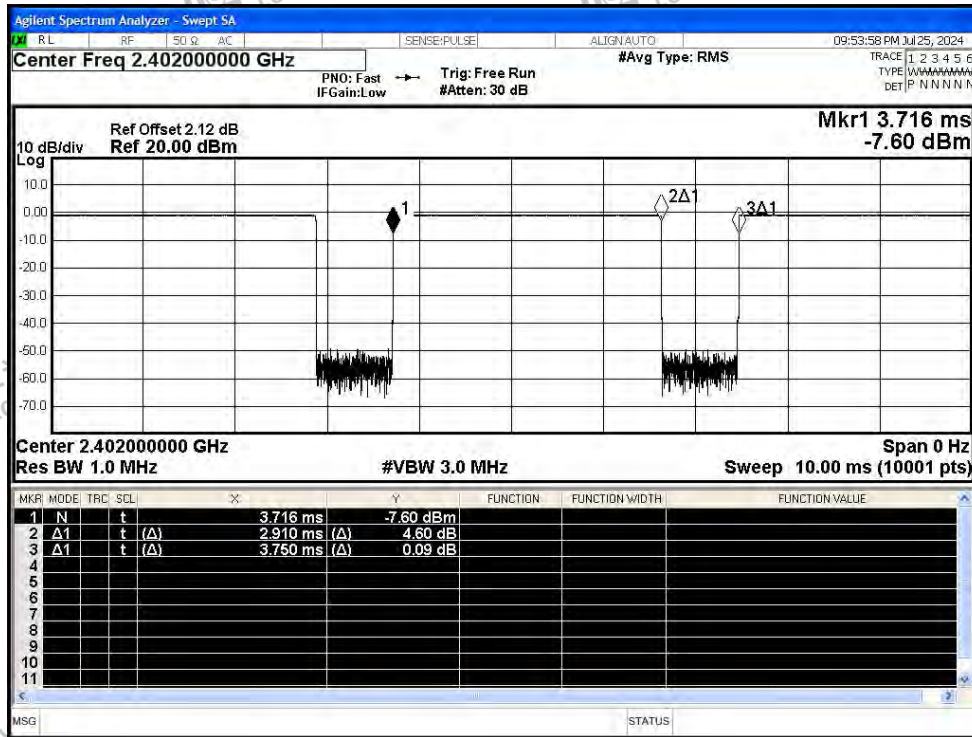 Agilent Spectrum Analyzer - Swept SA
LXI RL RF 50 Ω AC SENSE:PULSE ALIGN AUTO 09:53:58 PM Jul 25, 2024
Center Freq 2.402000000 GHz
PNO: Fast
IFGain:Low
Trig: Free Run
#Atten: 30 dB
#Avg Type: RMS
TRACE 1 2 3 4 5 6
TYPE WWWWWW
DET P N N N N N
Mkr1 3.716 ms
-7.60 dBm
Ref Offset 2.12 dB
10 dB/div Ref 20.00 dBm
Log
10.0
0.00
-10.0
-20.0
-30.0
-40.0
-50.0
-60.0
-70.0
1
2Δ1
3Δ1
Center 2.402000000 GHz Span 0 Hz
Res BW 1.0 MHz #VBW 3.0 MHz Sweep 10.00 ms (10001 pts)
MKR MODE TRC SCL X Y FUNCTION FUNCTION WIDTH FUNCTION VALUE
1 N t 3.716 ms -7.60 dBm
2 Δ1 t (Δ) 2.910 ms (Δ) 4.60 dB
3 Δ1 t (Δ) 3.750 ms (Δ) 0.09 dB
4
5
6
7
8
9
10
11
MSG STATUS